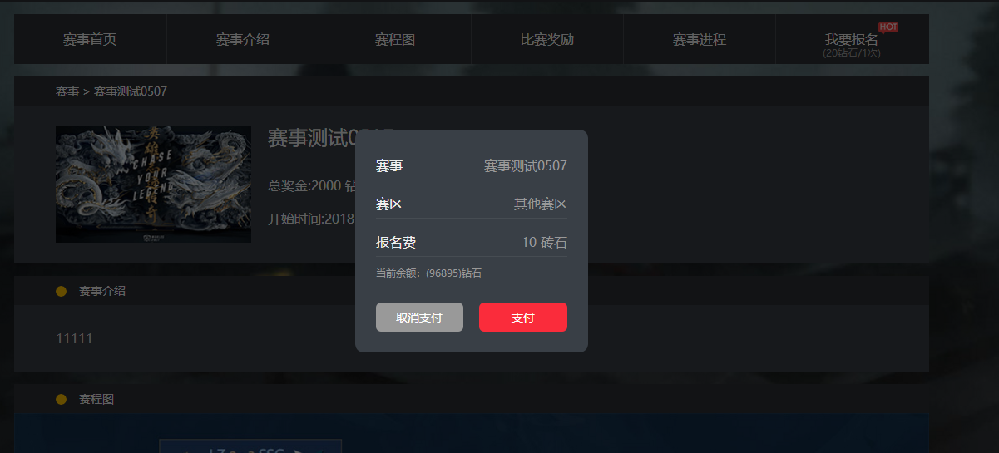 赛事首页
赛事介绍
赛程图
比赛奖励
赛事进程
我要报名
HOT
(20钻石/1次)
赛事 > 赛事测试0507
英雄
传奇
CHASE
YOUR
LEGEND
赛事测试0
总奖金:2000 钻
开始时间:2018
赛事 赛事测试0507
赛区 其他赛区
报名费 10 砖石
当前余额：(96895)钻石
取消支付 支付
赛事介绍
11111
赛程图